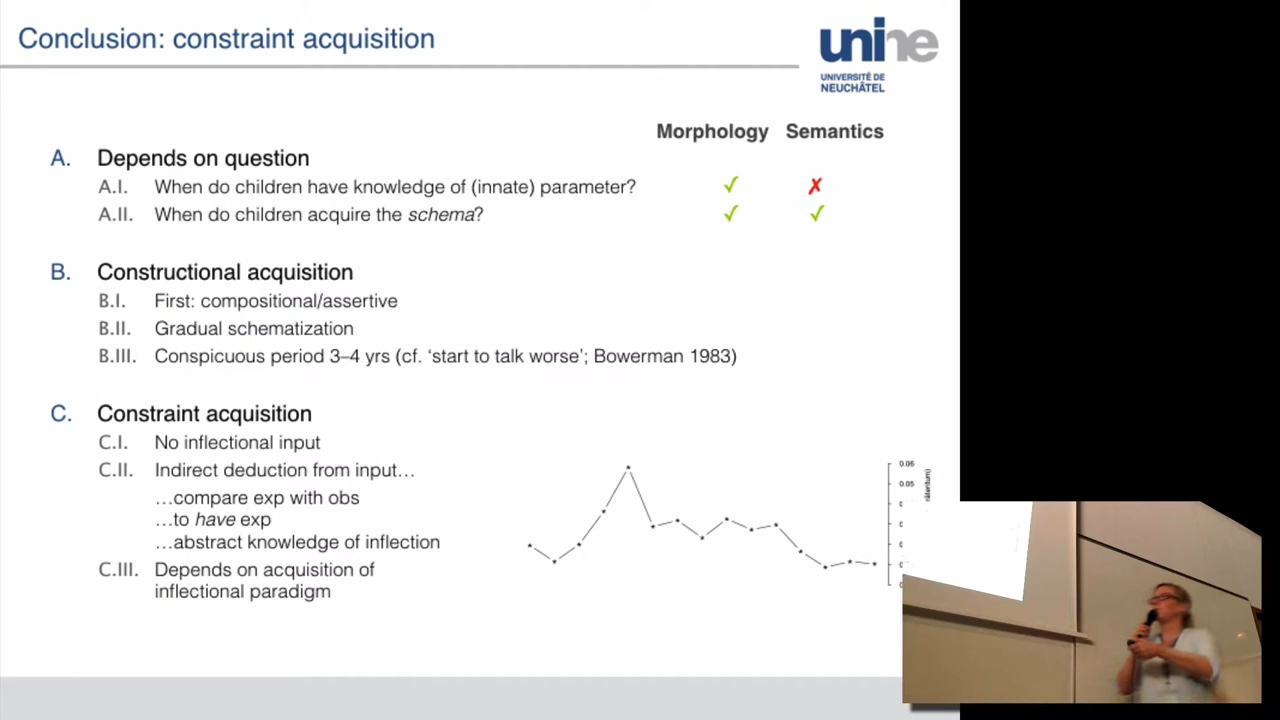 Conclusion: constraint acquisition
unine
UNIVERSITÉ DE
NEUCHÂTEL
Morphology Semantics
A. Depends on question
A.I. When do children have knowledge of (innate) parameter? ✓ ✗
A.II. When do children acquire the schema? ✓ ✓
B. Constructional acquisition
B.I. First: compositional/assertive
B.II. Gradual schematization
B.III. Conspicuous period 3–4 yrs (cf. ‘start to talk worse’; Bowerman 1983)
C. Constraint acquisition
C.I. No inflectional input
C.II. Indirect deduction from input…
…compare exp with obs
…to have exp
…abstract knowledge of inflection
C.III. Depends on acquisition of
inflectional paradigm
0.06
0.05